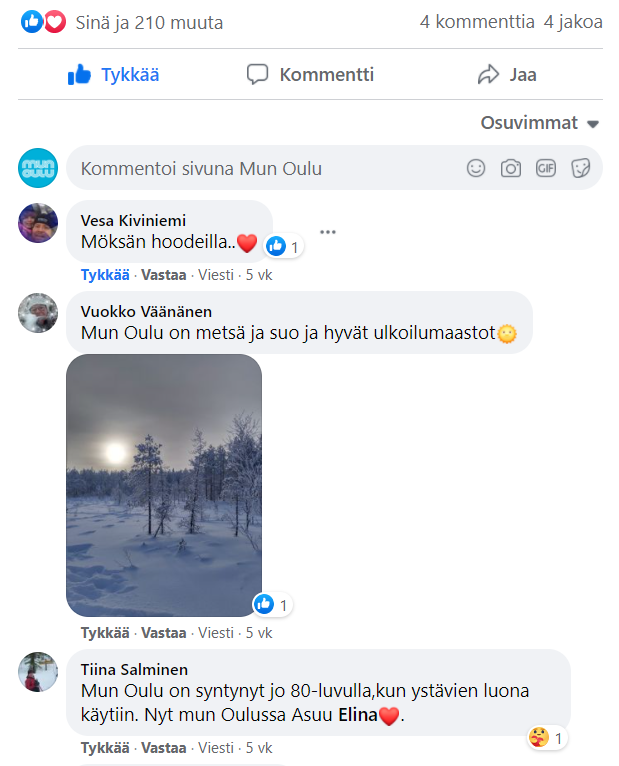 Sinä ja 210 muuta
4 kommenttia 4 jakoa
Tykkää
Kommentti
Jaa
Osuvimmat
mun oulu
Kommentoi sivuna Mun Oulu
GIF
Vesa Kiviniemi
Möksän hoodeilla..❤️
1
Tykkää · Vastaa · Viesti · 5 vk
Vuokko Väänänen
Mun Oulu on metsä ja suo ja hyvät ulkoilumaastot🌝
1
Tykkää · Vastaa · Viesti · 5 vk
Tiina Salminen
Mun Oulu on syntynyt jo 80-luvulla,kun ystävien luona
käytiin. Nyt mun Oulussa Asuu Elina❤️.
1
Tykkää · Vastaa · Viesti · 5 vk